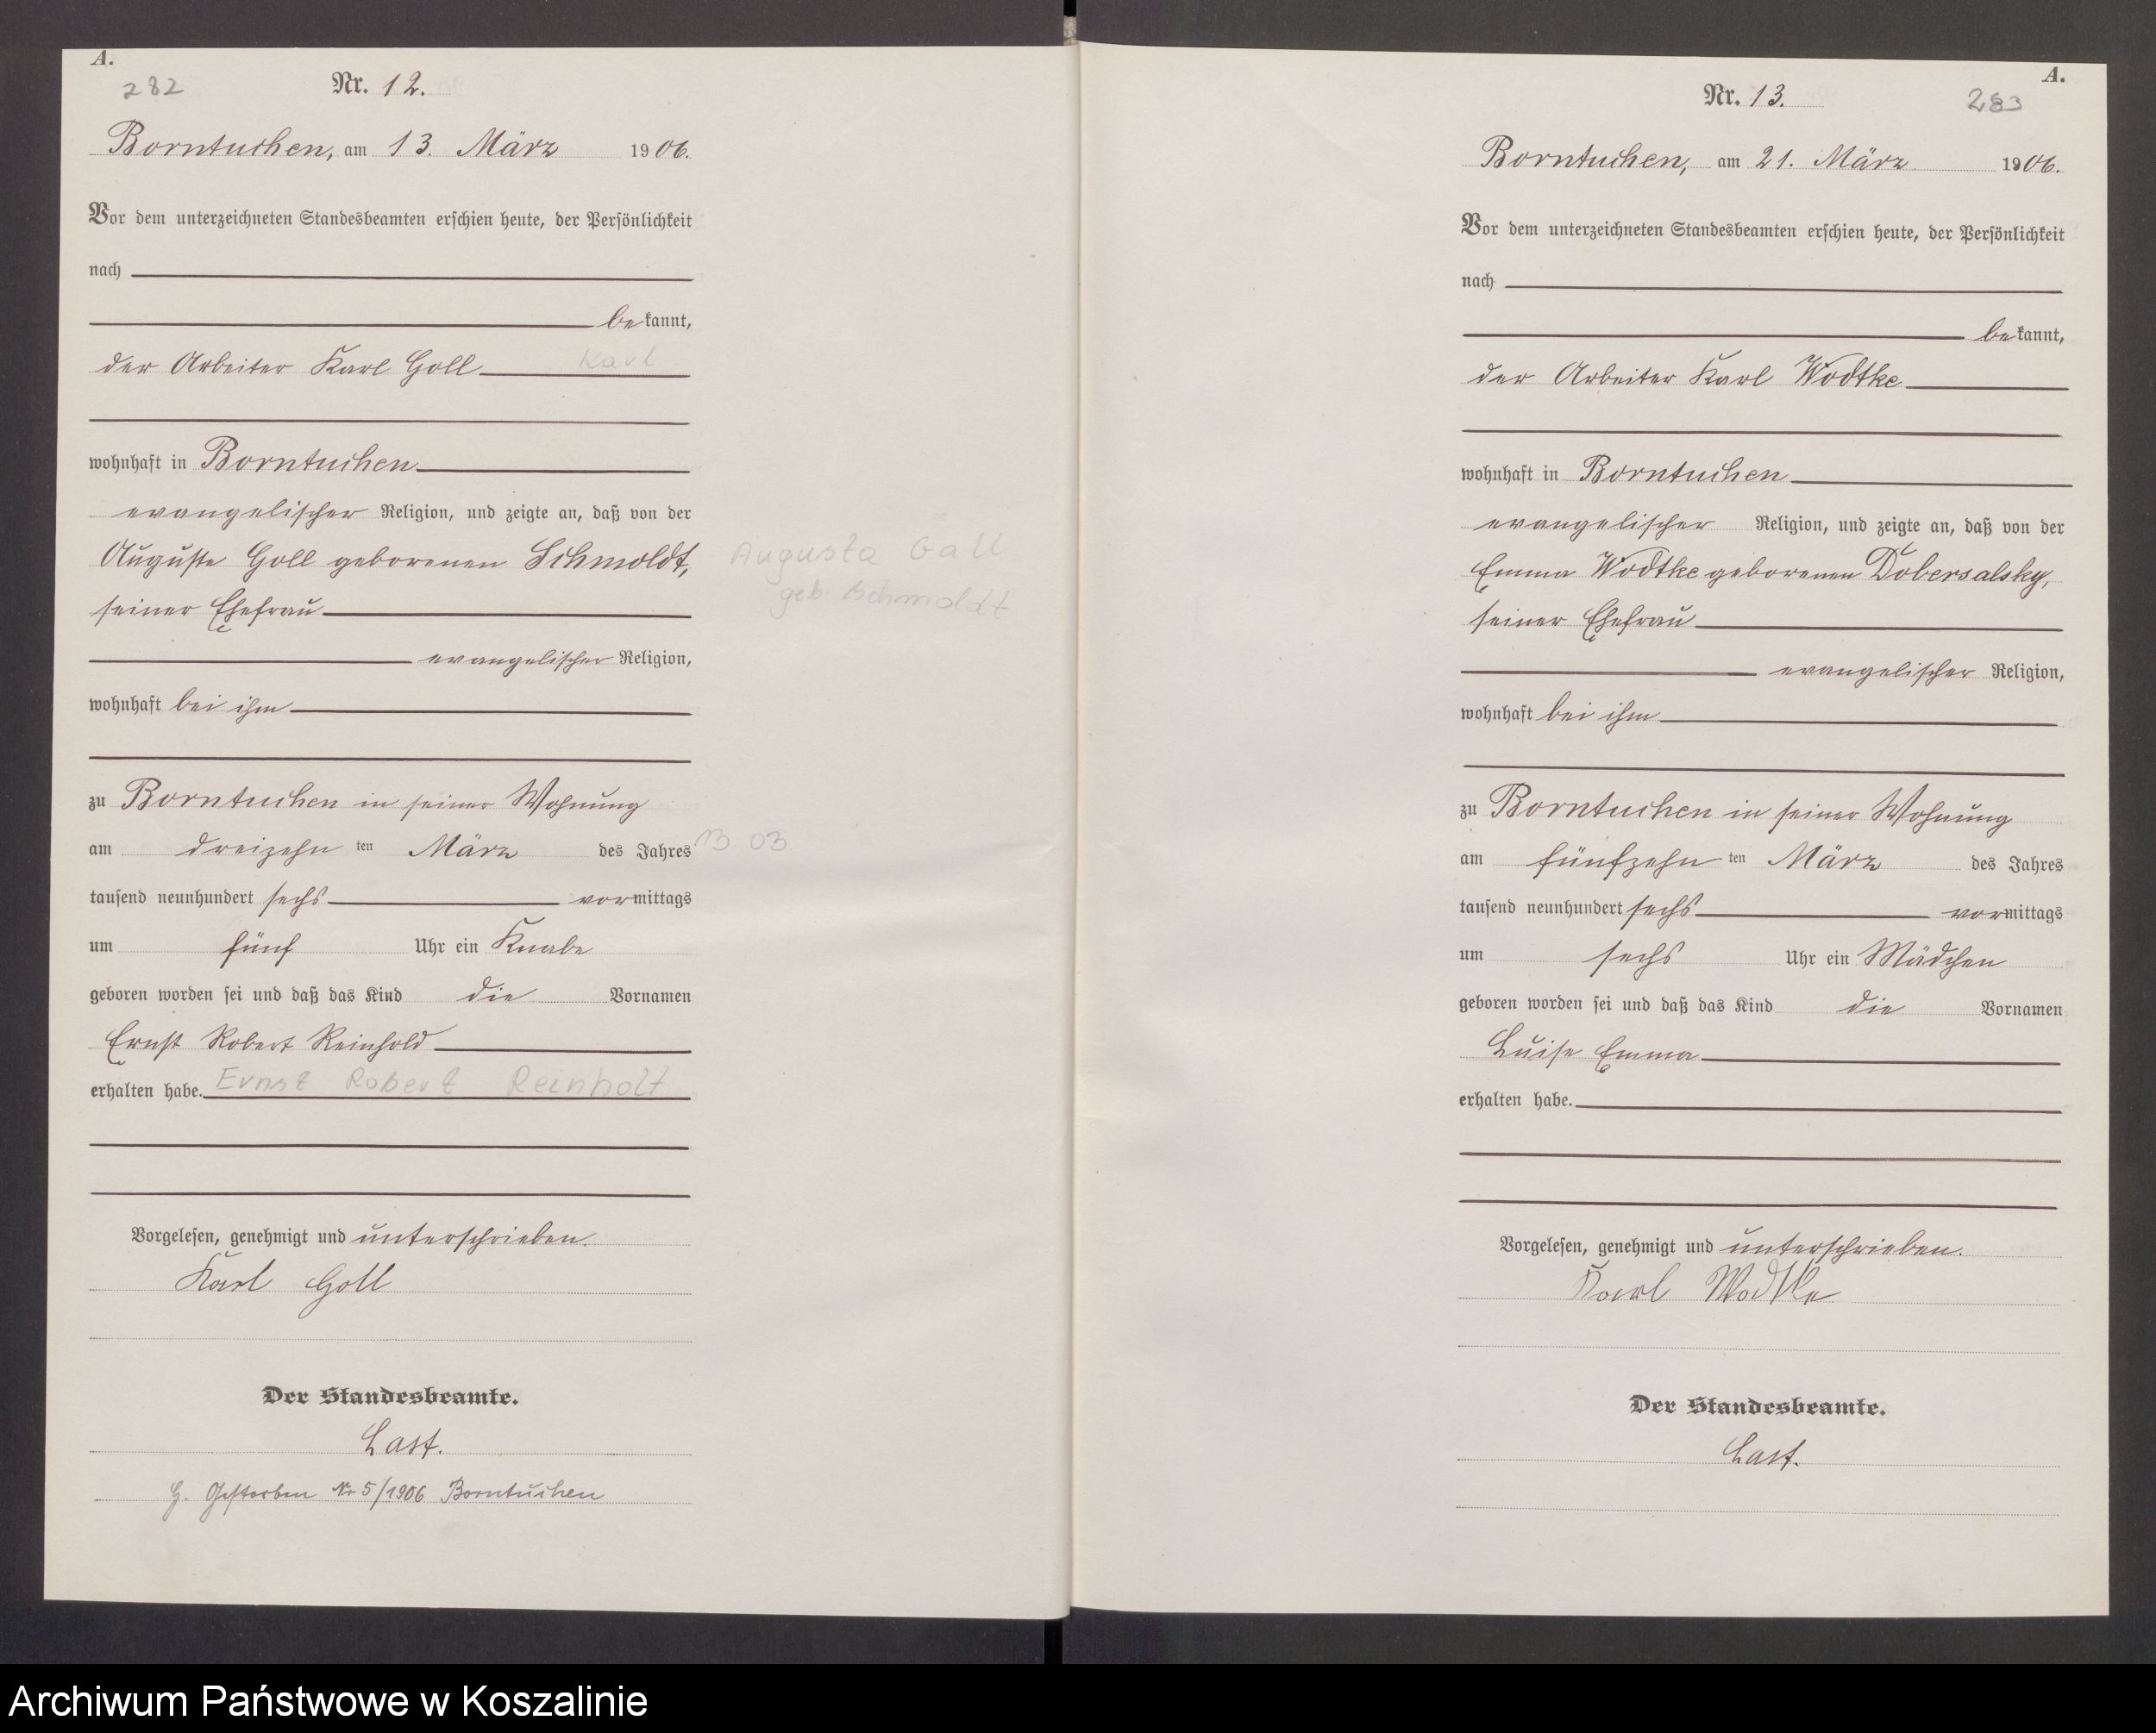 A.
282
Nr. 12.
Borntuchen, am 13. März 1906.
Vor dem unterzeichneten Standesbeamten erschien heute, der Persönlichkeit
nach
bekannt,
der Arbeiter Karl Goll Karl
wohnhaft in Borntuchen
evangelischer Religion, und zeigte an, daß von der
Auguste Goll geborenen Schmoldt, Augusta Gall
seiner Ehefrau geb Schmoldt
evangelischer Religion,
wohnhaft bei ihm
zu Borntuchen in seiner Wohnung
am dreizehn ten März des Jahres 13 03
tausend neunhundert sechs vormittags
um fünf Uhr ein Knabe
geboren worden sei und daß das Kind die Vornamen
Ernst Robert Reinhold
erhalten habe. Ernst Robert Reinholt
Vorgelesen, genehmigt und unterschrieben.
Karl Goll
Der Standesbeamte.
Last.
G. Gestorben Nr 5/1906 Borntuchen
A.
Nr. 13. 283
Borntuchen, am 21. März 1906.
Vor dem unterzeichneten Standesbeamten erschien heute, der Persönlichkeit
nach
bekannt,
der Arbeiter Karl Wodtke
wohnhaft in Borntuchen
evangelischer Religion, und zeigte an, daß von der
Emma Wodtke geborenen Dobersalsky,
seiner Ehefrau
evangelischer Religion,
wohnhaft bei ihm
zu Borntuchen in seiner Wohnung
am fünfzehn ten März des Jahres
tausend neunhundert sechs vormittags
um sechs Uhr ein Mädchen
geboren worden sei und daß das Kind die Vornamen
Luise Emma
erhalten habe.
Vorgelesen, genehmigt und unterschrieben.
Karl Wodtke
Der Standesbeamte.
Last.
Archiwum Państwowe w Koszalinie